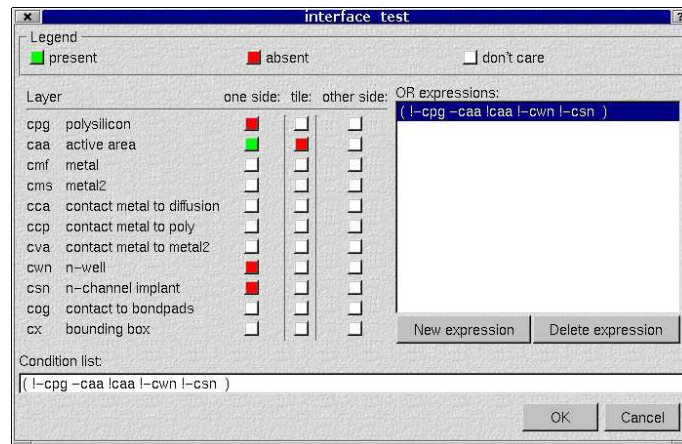 interface test
Legend
present absent don't care
Layer one side: tile: other side: OR expressions:
( !−cpg −caa !caa !−cwn !−csn )
cpg polysilicon
caa active area
cmf metal
cms metal2
cca contact metal to diffusion
ccp contact metal to poly
cva contact metal to metal2
cwn n−well
csn n−channel implant
cog contact to bondpads
cx bounding box
New expression Delete expression
Condition list:
( !−cpg −caa !caa !−cwn !−csn )
OK Cancel